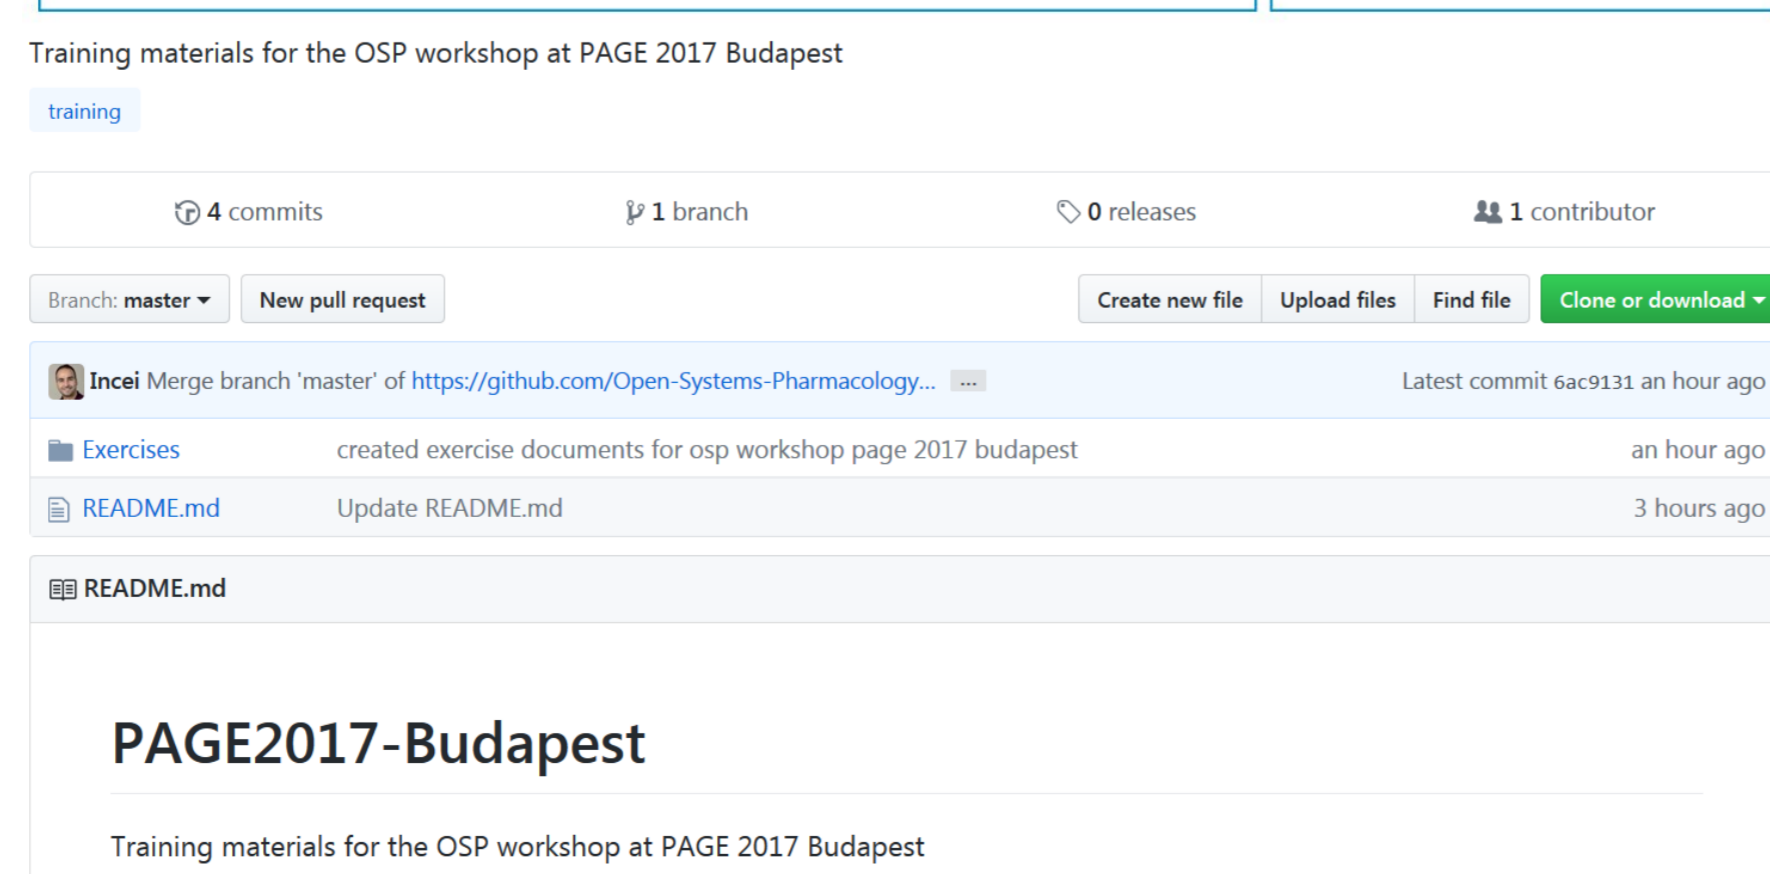 Training materials for the OSP workshop at PAGE 2017 Budapest
training
4 commits 1 branch 0 releases 1 contributor
Branch: master New pull request Create new file Upload files Find file Clone or download
Incei Merge branch 'master' of https://github.com/Open-Systems-Pharmacology... ... Latest commit 6ac9131 an hour ago
Exercises created exercise documents for osp workshop page 2017 budapest an hour ago
README.md Update README.md 3 hours ago
README.md
PAGE2017-Budapest
Training materials for the OSP workshop at PAGE 2017 Budapest